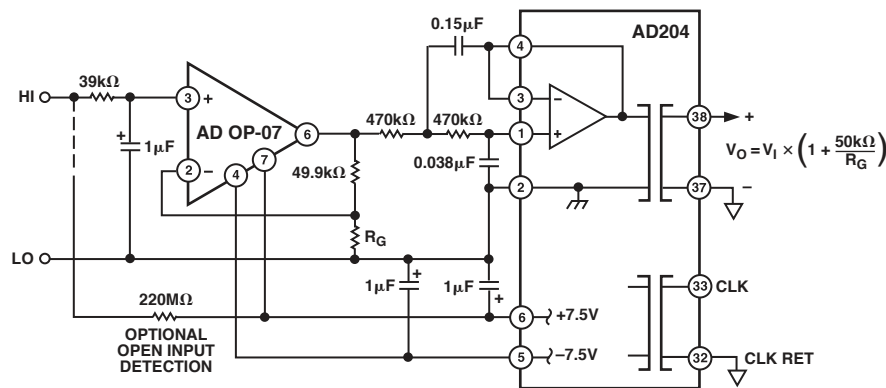 0.15µF
AD204
4
39kΩ
HI
3
+
AD OP-07
3
−
38
+
470kΩ
470kΩ
6
1
+
+
1µF
V_O = V_I × (1 + 50kΩ/R_G)
7
0.038µF
2
−
4
49.9kΩ
2
37
−
R_G
LO
33
CLK
1µF
+
1µF
+
220MΩ
6
+7.5V
OPTIONAL
OPEN INPUT
DETECTION
5
−7.5V
32
CLK RET